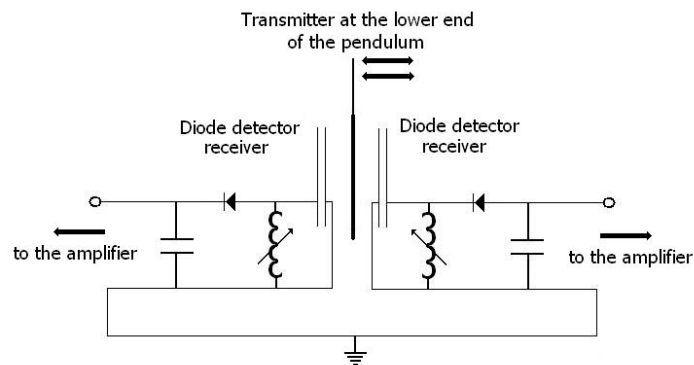 Transmitter at the lower end
of the pendulum
Diode detector
receiver
Diode detector
receiver
to the amplifier
to the amplifier